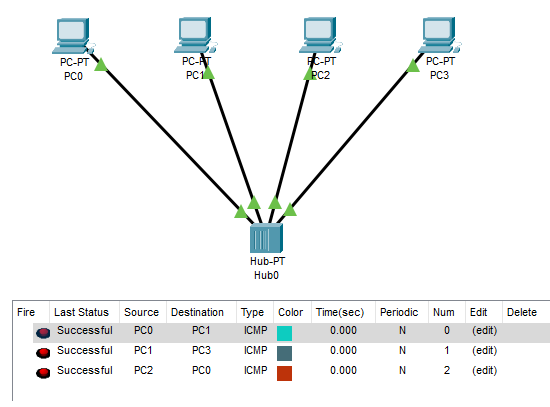 PC-PT PC-PT PC-PT PC-PT
PC0 PC1 PC2 PC3
Hub-PT
Hub0
Fire Last Status Source Destination Type Color Time(sec) Periodic Num Edit Delete
Successful PC0 PC1 ICMP 0.000 N 0 (edit)
Successful PC1 PC3 ICMP 0.000 N 1 (edit)
Successful PC2 PC0 ICMP 0.000 N 2 (edit)